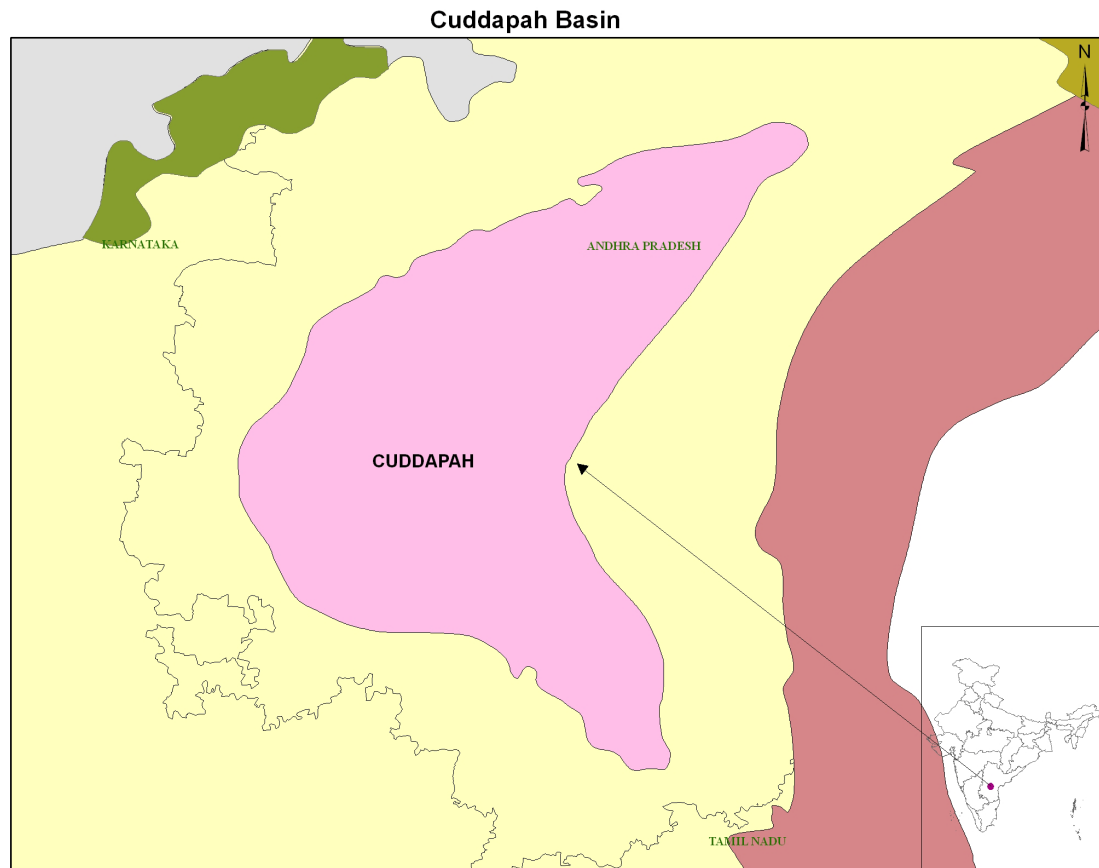 Cuddapah Basin
N
KARNATAKA
ANDHRA PRADESH
CUDDAPAH
TAMIL NADU